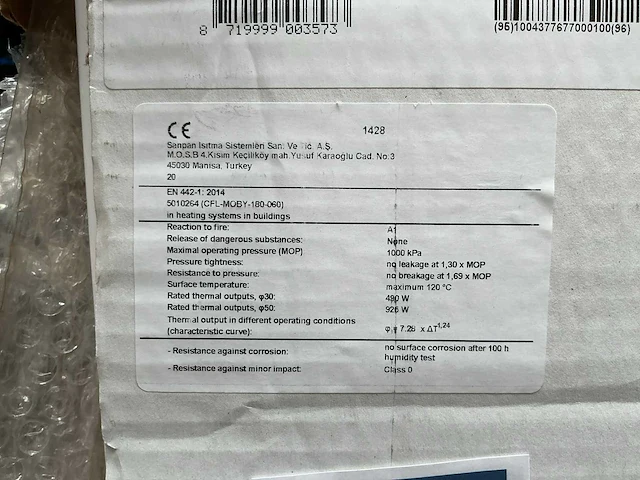 8 719999 003573
(95)1004377677000100(96)
CE 1428
Sanpan Isıtma Sistemleri San. Ve Tic. A.Ş.
M.O.S.B 4.Kısım Keçiliköy mah.Yusuf Karaoğlu Cad. No:3
45030 Manisa, Turkey
20
EN 442-1: 2014
5010264 (CFL-MOBY-180-060)
in heating systems in buildings
Reaction to fire: A1
Release of dangerous substances: None
Maximal operating pressure (MOP) 1000 kPa
Pressure tightness: no leakage at 1,30 x MOP
Resistance to pressure: no breakage at 1,69 x MOP
Surface temperature: maximum 120 °C
Rated thermal outputs, φ30: 490 W
Rated thermal outputs, φ50: 926 W
Thermal output in different operating conditions
(characteristic curve): φ = 7.28 x ΔT1,24
- Resistance against corrosion: no surface corrosion after 100 h
humidity test
- Resistance against minor impact: Class 0